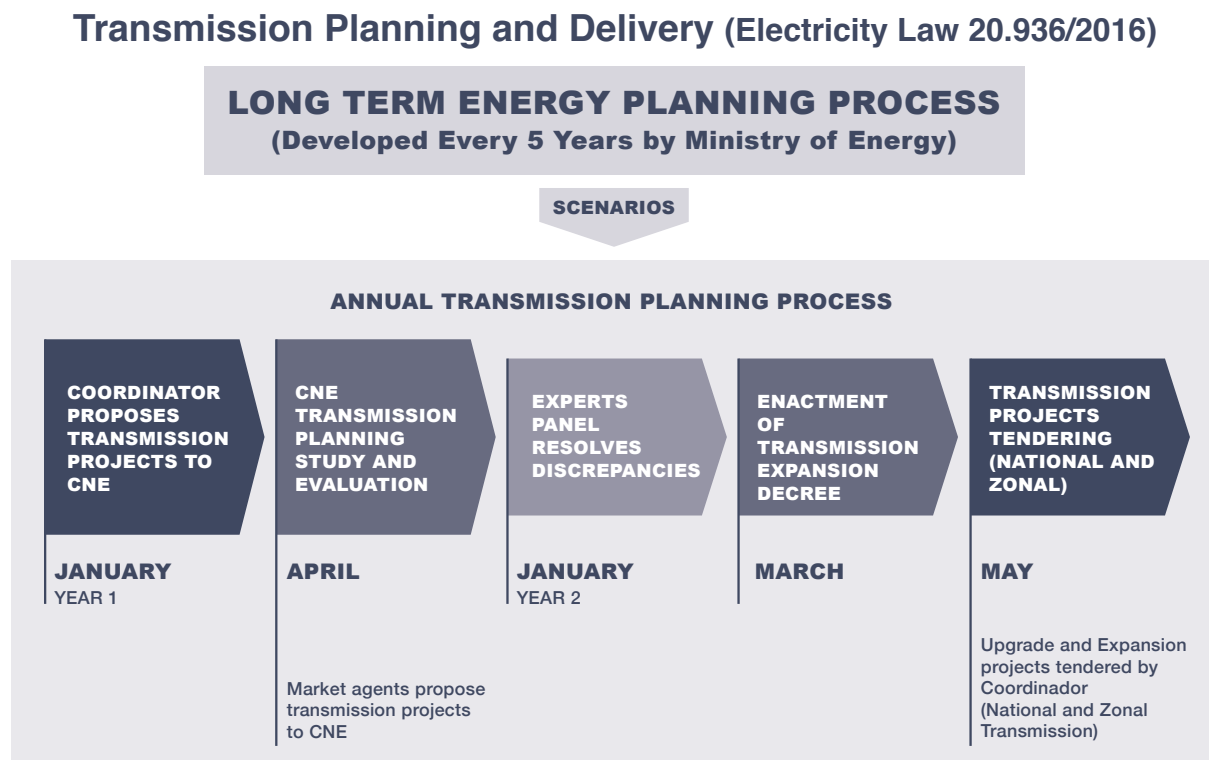 Transmission Planning and Delivery (Electricity Law 20.936/2016)
LONG TERM ENERGY PLANNING PROCESS
(Developed Every 5 Years by Ministry of Energy)
SCENARIOS
ANNUAL TRANSMISSION PLANNING PROCESS
COORDINATOR
PROPOSES
TRANSMISSION
PROJECTS TO
CNE
JANUARY
YEAR 1
CNE
TRANSMISSION
PLANNING
STUDY AND
EVALUATION
APRIL
Market agents propose
transmission projects
to CNE
EXPERTS
PANEL
RESOLVES
DISCREPANCIES
JANUARY
YEAR 2
ENACTMENT
OF
TRANSMISSION
EXPANSION
DECREE
MARCH
TRANSMISSION
PROJECTS
TENDERING
(NATIONAL AND
ZONAL)
MAY
Upgrade and Expansion
projects tendered by
Coordinador
(National and Zonal
Transmission)